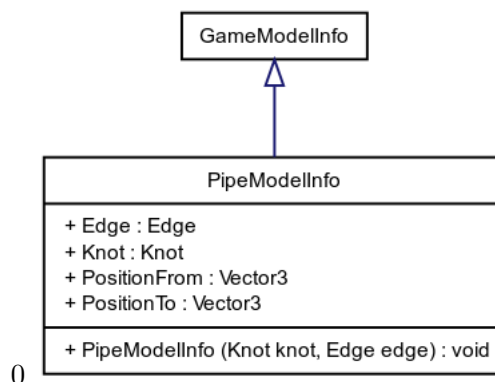 GameModelInfo
PipeModelInfo
+ Edge : Edge
+ Knot : Knot
+ PositionFrom : Vector3
+ PositionTo : Vector3
+ PipeModelInfo (Knot knot, Edge edge) : void
0